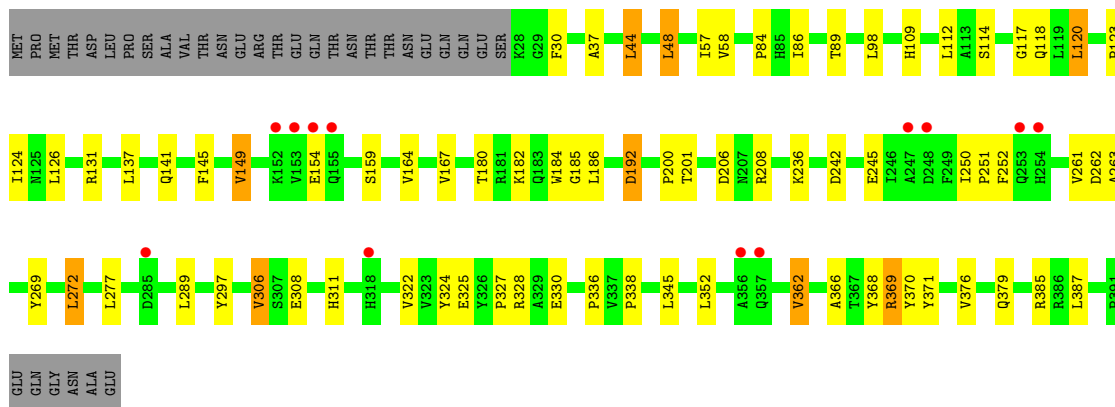 MET PRO MET THR ASP LEU PRO SER ALA VAL THR ASN GLU ARG THR GLU GLN THR ASN THR THR ASN GLU GLN GLN GLU SER K28 G29 F30 A37 L44 L48 I57 V58 P84 H85 I86 T89 L98 H109 L112 A113 S114 G117 Q118 L119 L120
I124 N125 L126 R131 L137 Q141 F145 V149 K152 V153 E154 Q155 S159 V164 V167 T180 R181 K182 Q183 W184 G185 L186 D192 P200 T201 D206 N207 R208 K236 D242 E245 I246 A247 D248 F249 I250 P251 F252 Q253 H254 V261 D262 A263
Y269 L272 L277 D285 L289 Y297 V306 S307 E308 H311 H318 V322 V323 Y324 E325 Y326 P327 R328 A329 E330 P336 V337 P338 L345 L352 A356 Q357 V362 A366 T367 Y368 R369 Y370 Y371 V376 Q379 R385 R386 L387
GLU GLN GLY ASN ALA GLU